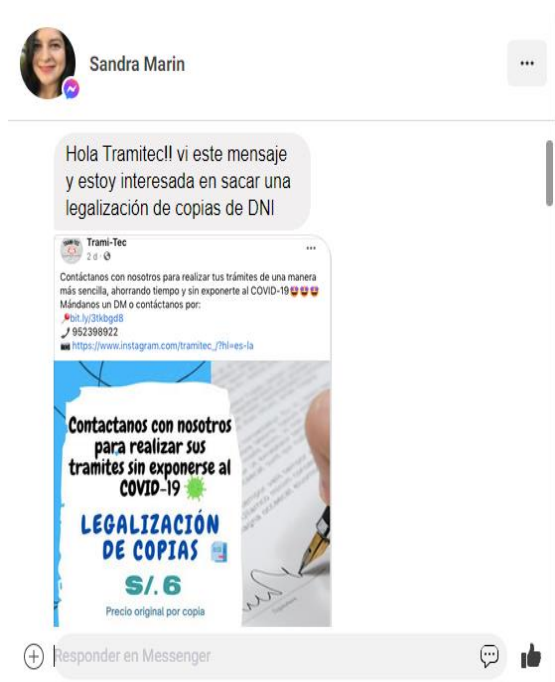 Sandra Marin
Hola Tramitec!! vi este mensaje
y estoy interesada en sacar una
legalización de copias de DNI
Trami-Tec
2 d
Contáctanos con nosotros para realizar tus trámites de una manera
más sencilla, ahorrando tiempo y sin exponerte al COVID-19
Mándanos un DM o contáctanos por:
bit.ly/3tkbgd8
952398922
https://www.instagram.com/tramitec_/?hl=es-la
Contactanos con nosotros
para realizar sus
tramites sin exponerse al
COVID-19
LEGALIZACIÓN
DE COPIAS
S/. 6
Precio original por copia
Responder en Messenger